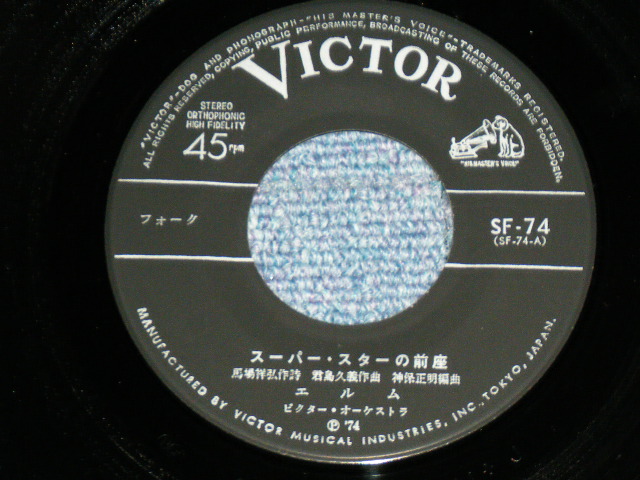 "VICTOR"-DOG AND PHONOGRAPH-"HIS MASTER'S VOICE"-TRADEMARKS REGISTERED.
ALL RIGHTS RESERVED, COPYING, PUBLIC PERFORMANCE, BROADCASTING OF THESE RECORDS ARE FORBIDDEN.
VICTOR
STEREO
ORTHOPHONIC
HIGH FIDELITY
45rpm
"HIS MASTER'S VOICE"
フォーク
SF-74
(SF-74-A)
スーパー・スターの前座
馬場祥弘作詩 君島久義作曲 神保正明編曲
エルム
ビクター・オーケストラ
Ⓟ '74
MANUFACTURED BY VICTOR MUSICAL INDUSTRIES, INC., TOKYO, JAPAN.